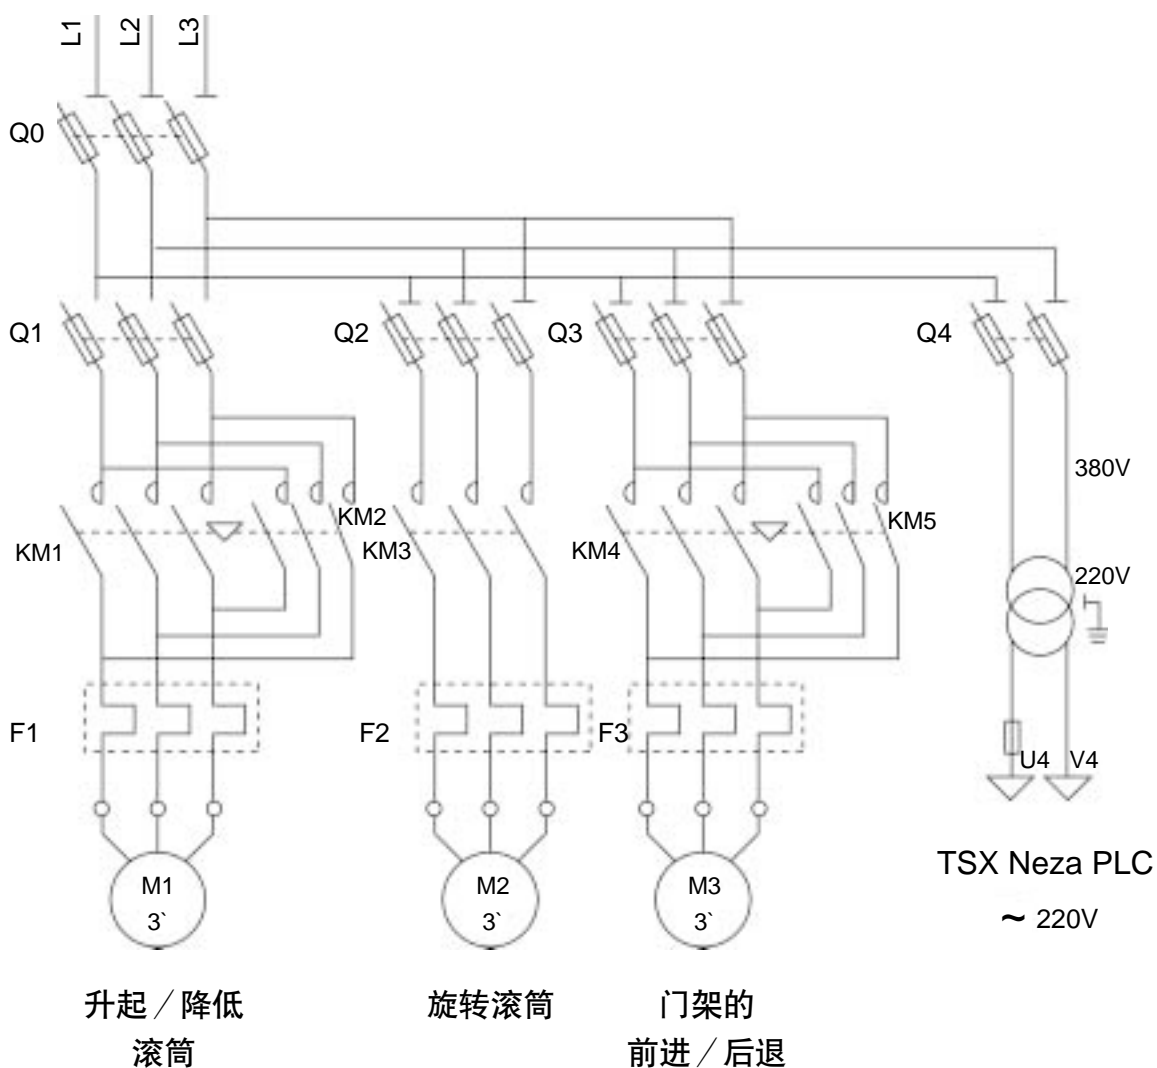 L1
L2
L3
Q0
Q1
Q2
Q3
Q4
380V
KM2
KM5
KM1
KM3
KM4
220V
F1
F2
F3
U4
V4
M1
3`
M2
3`
M3
3`
TSX Neza PLC
~ 220V
升起／降低
滚筒
旋转滚筒
门架的
前进／后退